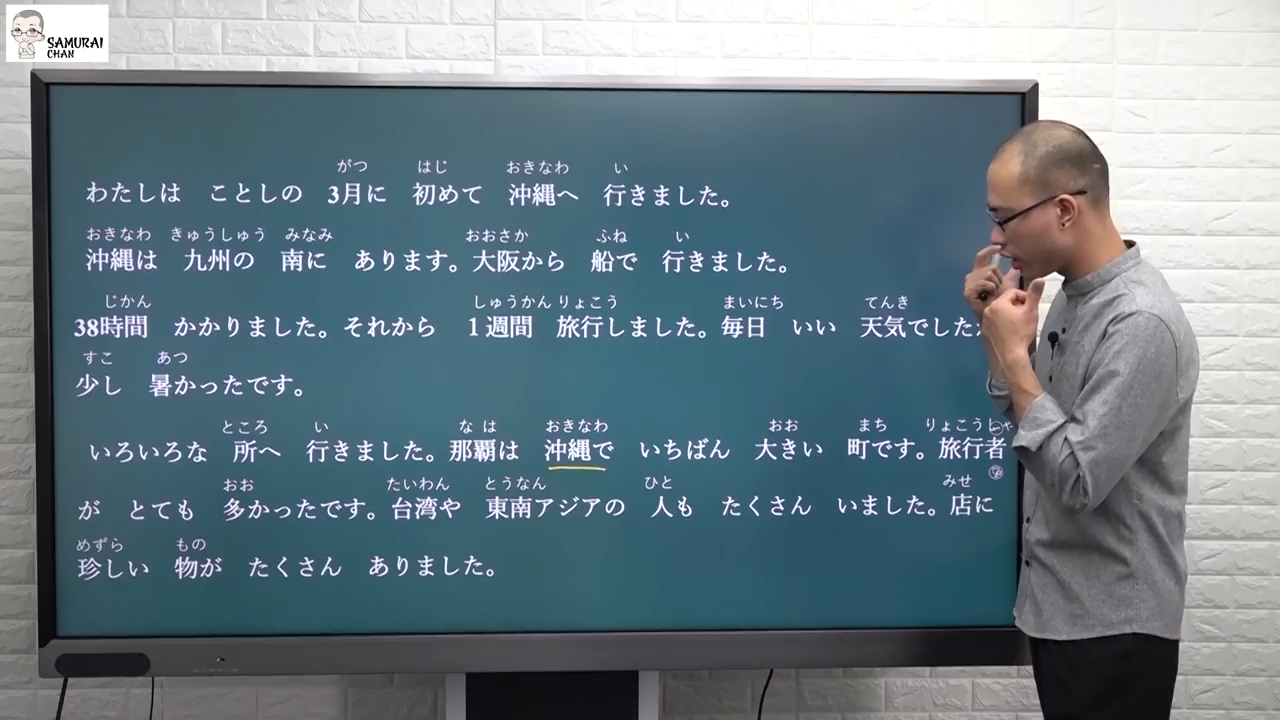 SAMURAI
CHAN
がつ はじ おきなわ い
わたしは ことしの 3月に 初めて 沖縄へ 行きました。
おきなわ きゅうしゅう みなみ おおさか ふね い
沖縄は 九州の 南に あります。大阪から 船で 行きました。
じかん しゅうかん りょこう まいにち てんき
38時間 かかりました。それから 1週間 旅行しました。毎日 いい 天気でした
すこ あつ
少し 暑かったです。
ところ い な は おきなわ おお まち りょこうしゃ
いろいろな 所へ 行きました。那覇は 沖縄で いちばん 大きい 町です。旅行者
おお たいわん とうなん ひと みせ
が とても 多かったです。台湾や 東南アジアの 人も たくさん いました。店に
めずら もの
珍しい 物が たくさん ありました。